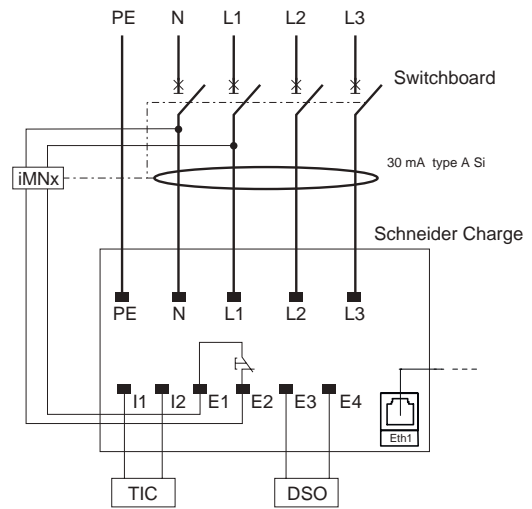 PE N L1 L2 L3
Switchboard
30 mA type A Si
iMNx
Schneider Charge
PE N L1 L2 L3
I1 I2 E1 E2 E3 E4
Eth1
TIC DSO